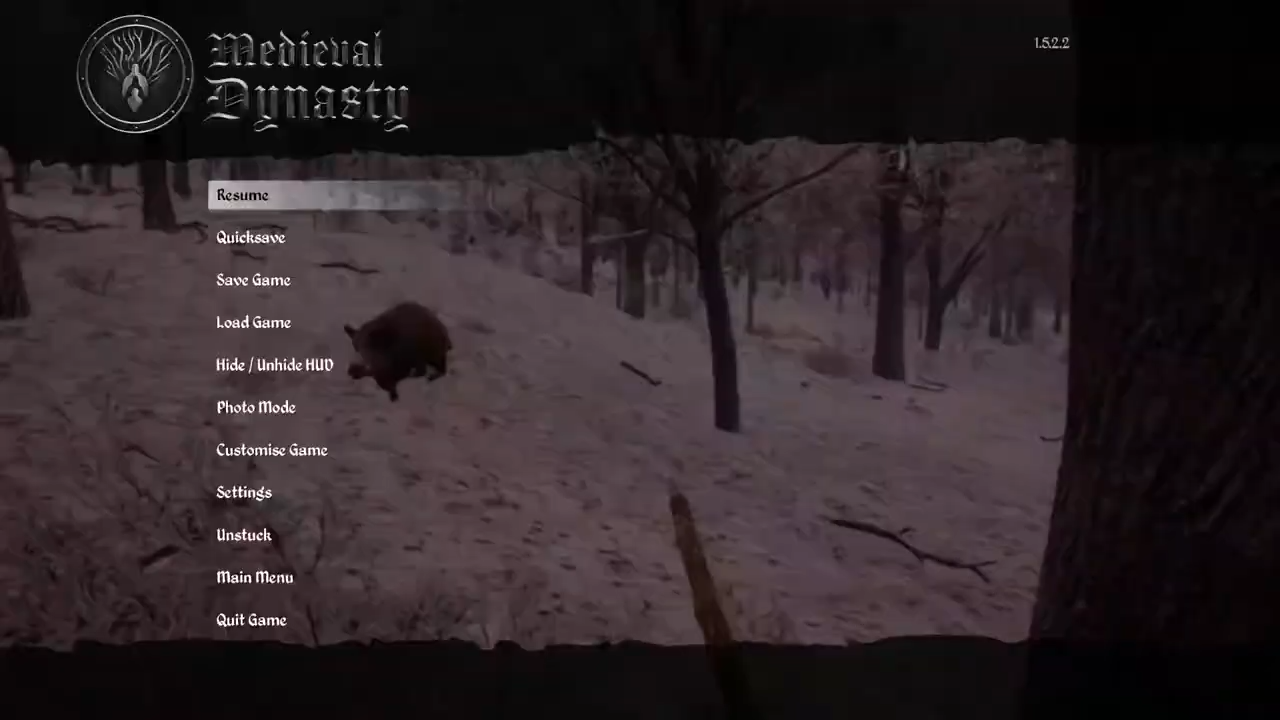 Medieval
Dynasty
1.5.2.2
Resume
Quicksave
Save Game
Load Game
Hide / Unhide HUD
Photo Mode
Customise Game
Settings
Unstuck
Main Menu
Quit Game